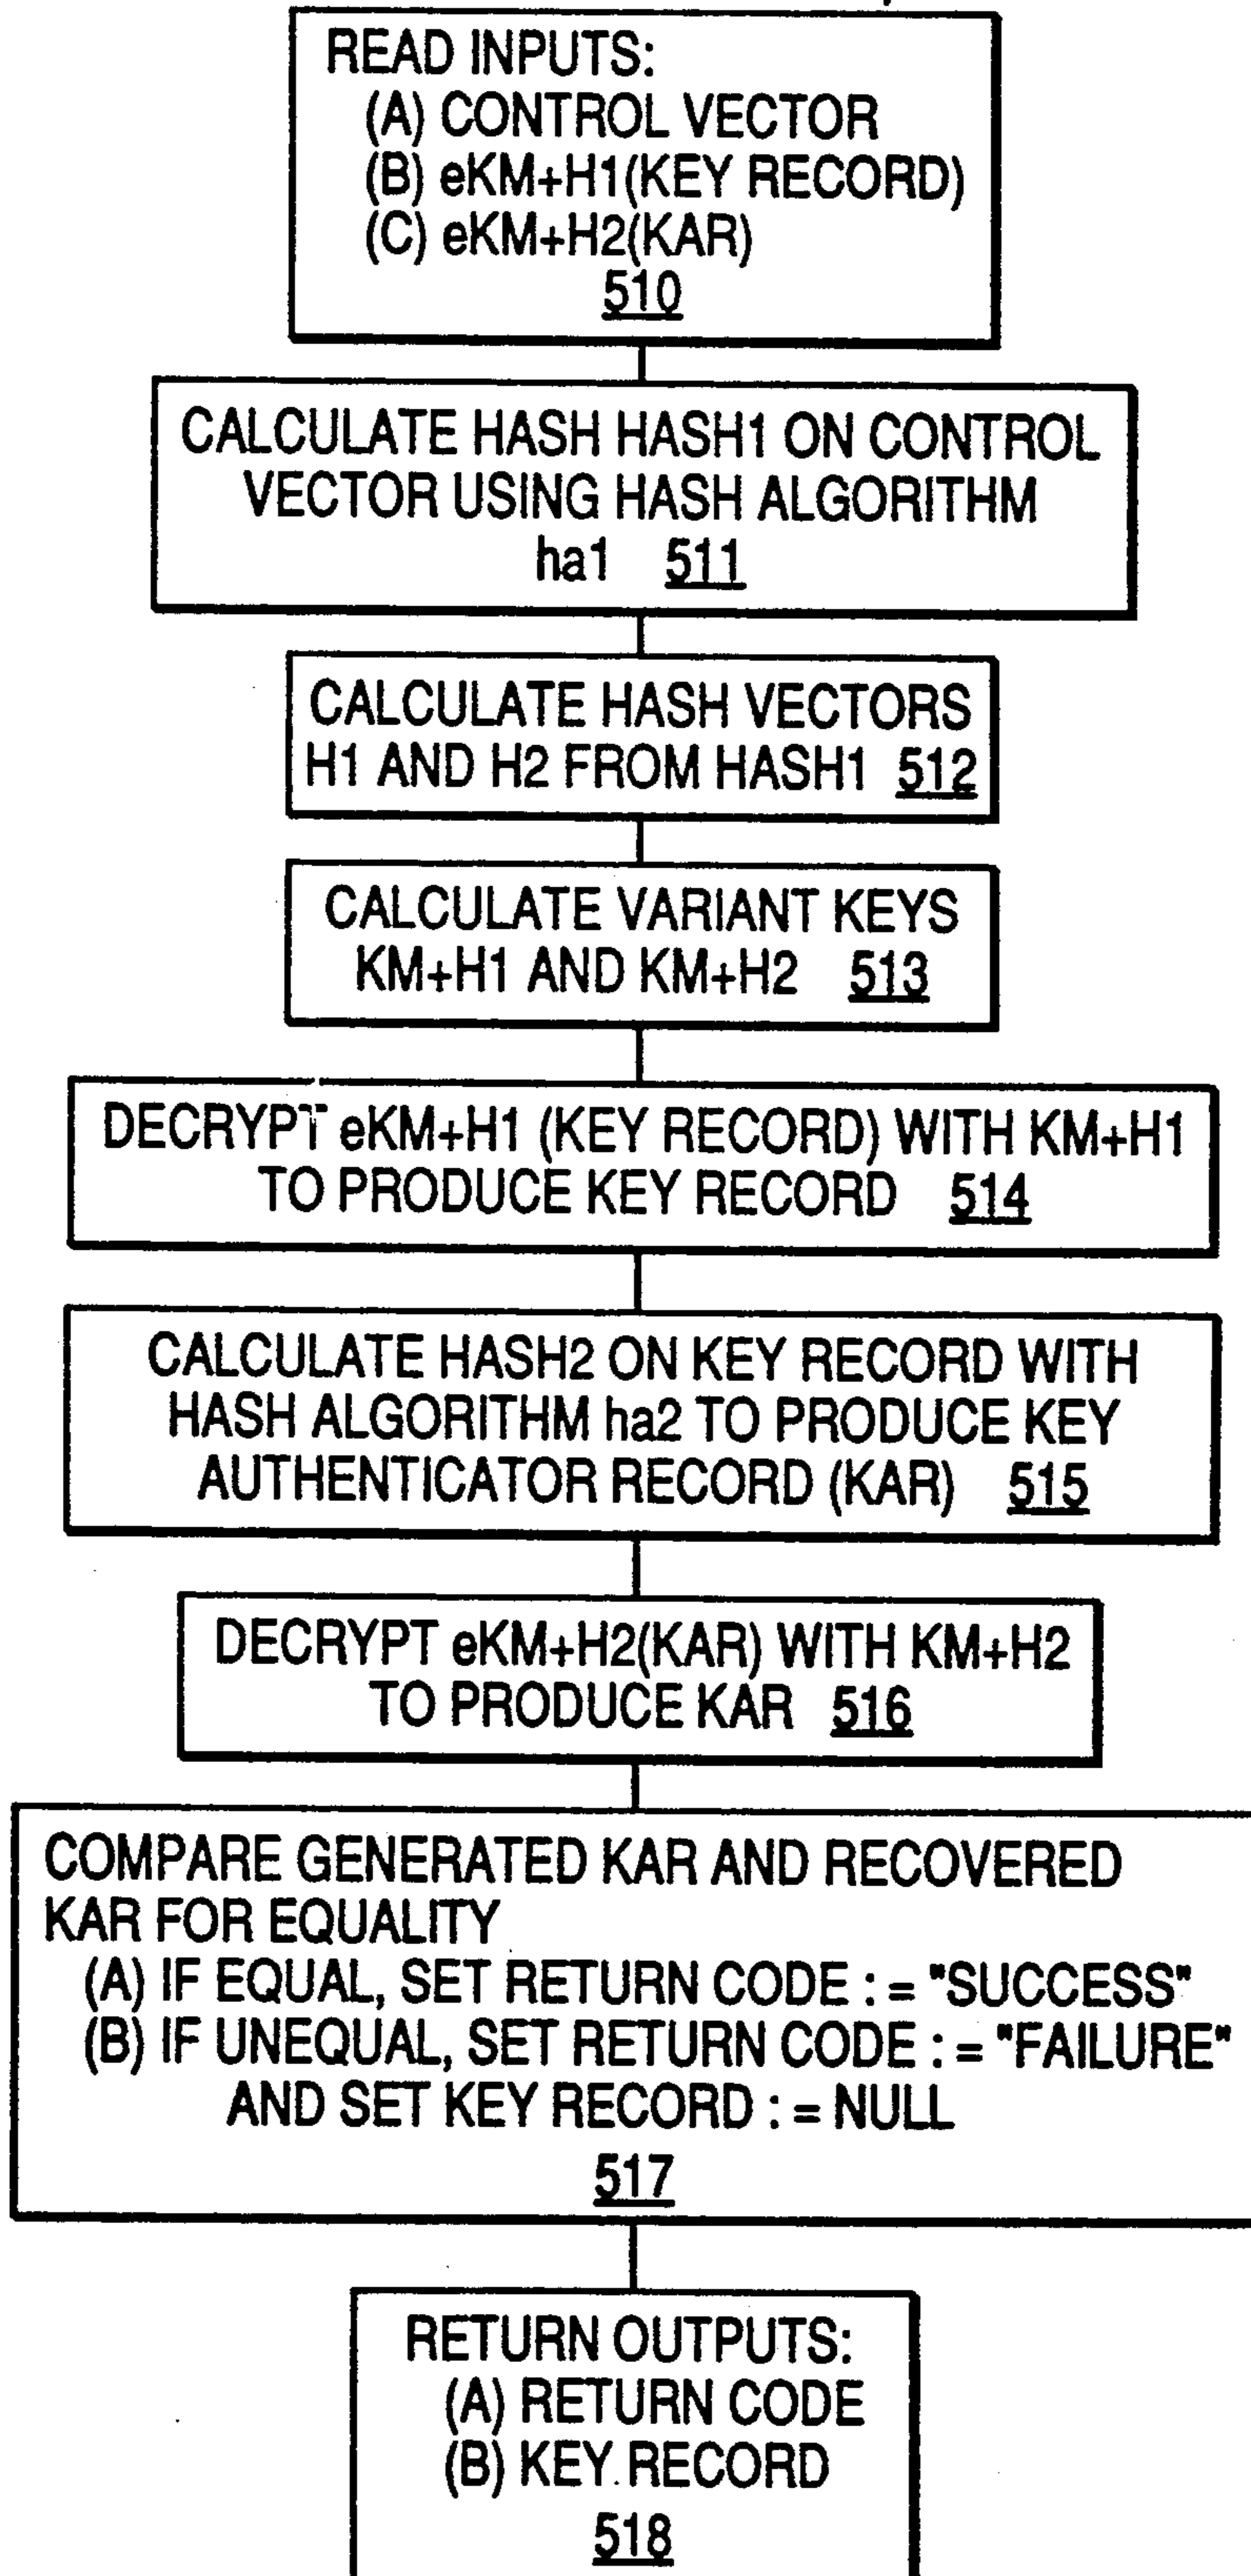 READ INPUTS:
(A) CONTROL VECTOR
(B) eKM+H1(KEY RECORD)
(C) eKM+H2(KAR)
510
CALCULATE HASH HASH1 ON CONTROL
VECTOR USING HASH ALGORITHM
ha1 511
CALCULATE HASH VECTORS
H1 AND H2 FROM HASH1 512
CALCULATE VARIANT KEYS
KM+H1 AND KM+H2 513
DECRYPT eKM+H1 (KEY RECORD) WITH KM+H1
TO PRODUCE KEY RECORD 514
CALCULATE HASH2 ON KEY RECORD WITH
HASH ALGORITHM ha2 TO PRODUCE KEY
AUTHENTICATOR RECORD (KAR) 515
DECRYPT eKM+H2(KAR) WITH KM+H2
TO PRODUCE KAR 516
COMPARE GENERATED KAR AND RECOVERED
KAR FOR EQUALITY
(A) IF EQUAL, SET RETURN CODE : = "SUCCESS"
(B) IF UNEQUAL, SET RETURN CODE : = "FAILURE"
AND SET KEY RECORD : = NULL
517
RETURN OUTPUTS:
(A) RETURN CODE
(B) KEY RECORD
518